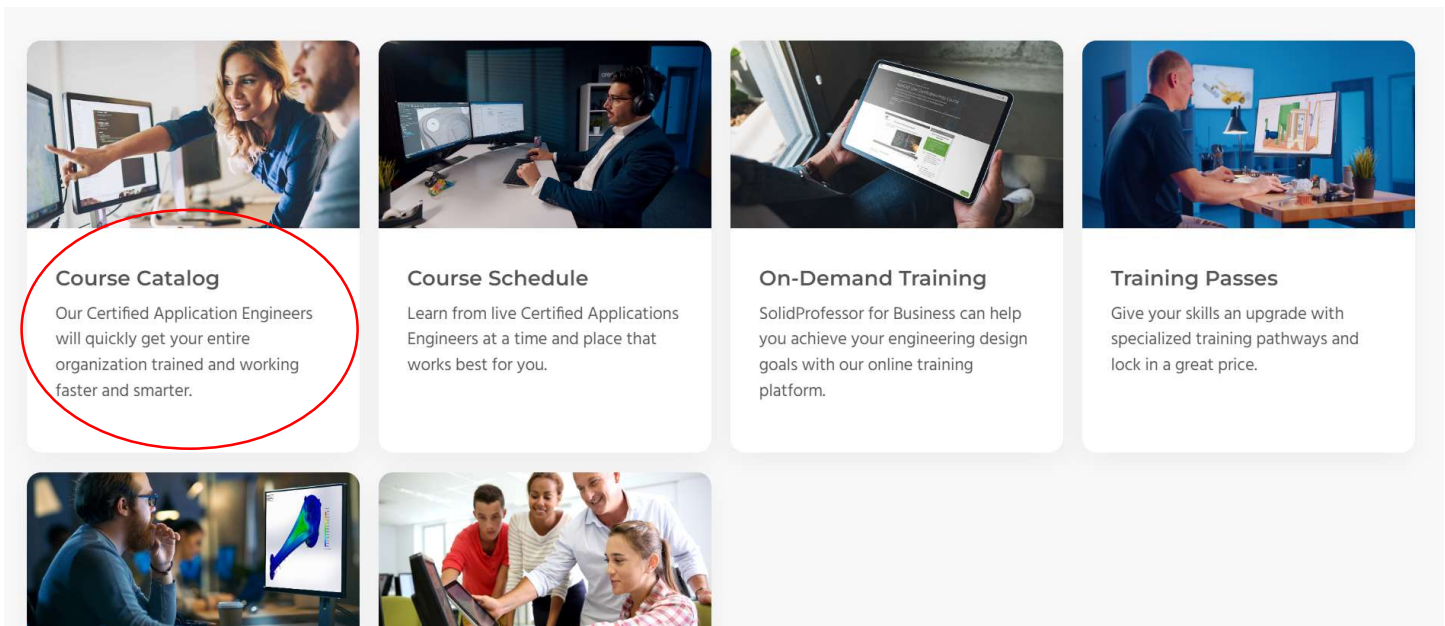 Course Catalog
Our Certified Application Engineers
will quickly get your entire
organization trained and working
faster and smarter.
Course Schedule
Learn from live Certified Applications
Engineers at a time and place that
works best for you.
On-Demand Training
SolidProfessor for Business can help
you achieve your engineering design
goals with our online training
platform.
Training Passes
Give your skills an upgrade with
specialized training pathways and
lock in a great price.